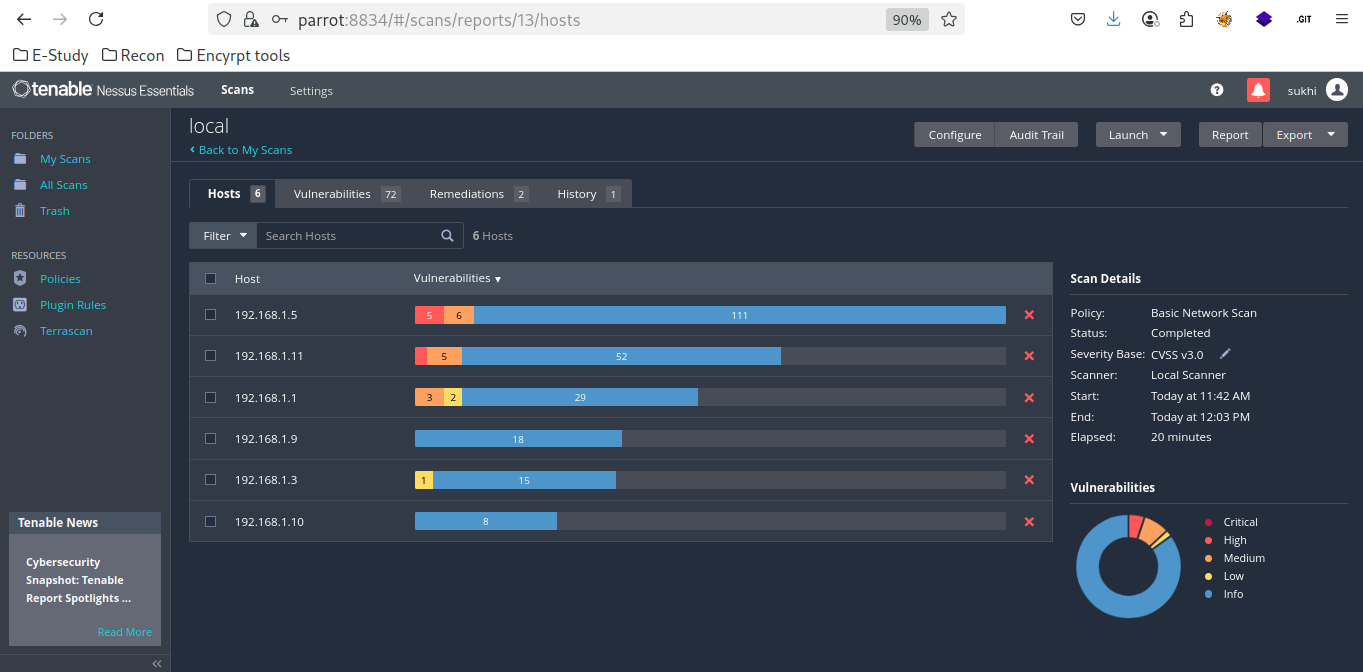 parrot:8834/#/scans/reports/13/hosts 90% .GIT
E-Study Recon Encyrpt tools
tenable Nessus Essentials Scans Settings ? sukhi
FOLDERS
My Scans
All Scans
Trash
RESOURCES
Policies
Plugin Rules
Terrascan
Tenable News
Cybersecurity
Snapshot: Tenable
Report Spotlights ...
Read More
local
Back to My Scans
Configure Audit Trail Launch Report Export
Hosts 6 Vulnerabilities 72 Remediations 2 History 1
Filter Search Hosts 6 Hosts
Host Vulnerabilities
192.168.1.5 5 6 111
192.168.1.11 5 52
192.168.1.1 3 2 29
192.168.1.9 18
192.168.1.3 1 15
192.168.1.10 8
Scan Details
Policy: Basic Network Scan
Status: Completed
Severity Base: CVSS v3.0
Scanner: Local Scanner
Start: Today at 11:42 AM
End: Today at 12:03 PM
Elapsed: 20 minutes
Vulnerabilities
Critical
High
Medium
Low
Info